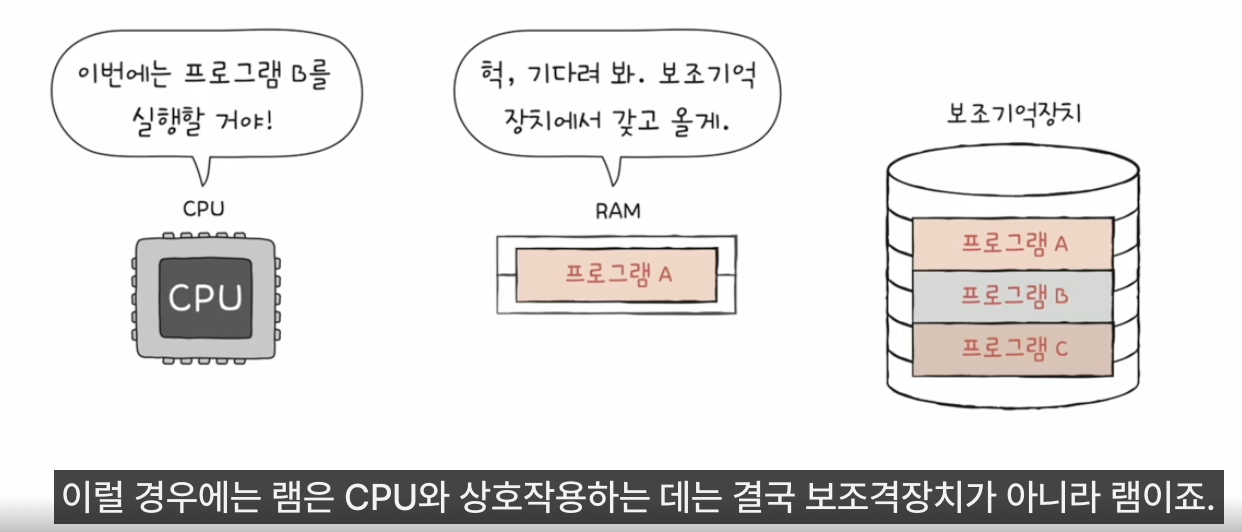 이번에는 프로그램 B를
실행할 거야!
헉, 기다려 봐. 보조기억
장치에서 갖고 올게.
보조기억장치
CPU
RAM
CPU
프로그램 A
프로그램 A
프로그램 B
프로그램 C
이럴 경우에는 램은 CPU와 상호작용하는 데는 결국 보조격장치가 아니라 램이죠.